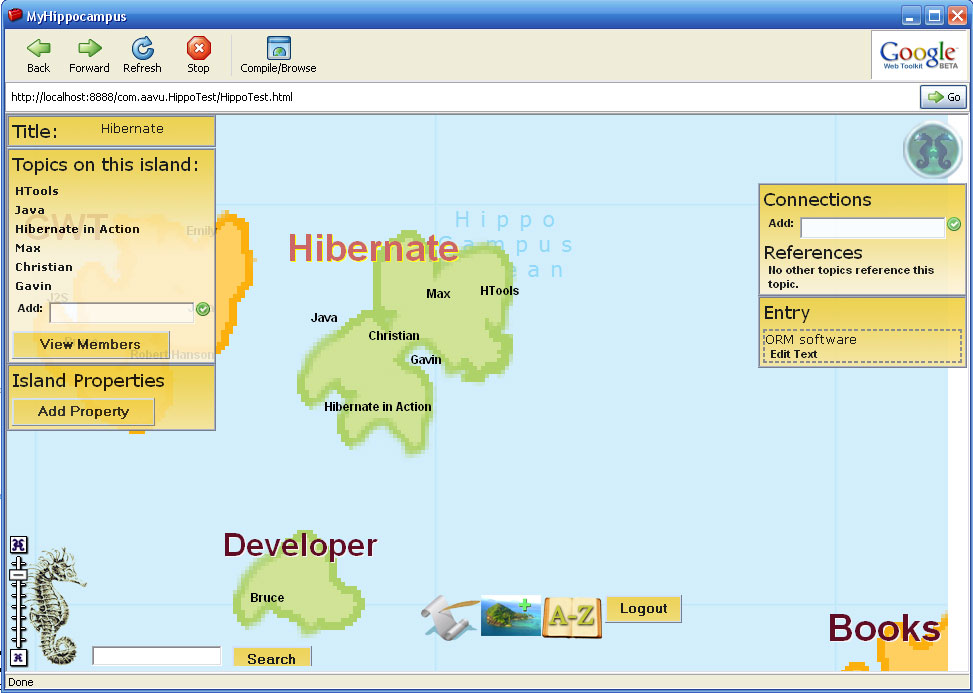 MyHippocampus
Back
Forward
Refresh
Stop
Compile/Browse
Google
Web Toolkit BETA
http://localhost:8888/com.aavu.HippoTest/HippoTest.html
Go
Title: Hibernate
Topics on this island:
HTools
Java
Hibernate in Action
Max
Christian
Gavin
Add:
View Members
Island Properties
Add Property
GWT
Emily
J2S
Robert Hanson
Hippo
Campus
Hibernate
Max
HTools
Java
Christian
Gavin
Hibernate in Action
Connections
Add:
References
No other topics reference this
topic.
Entry
ORM software
Edit Text
Developer
Bruce
A-Z
Logout
Books
Search
Done